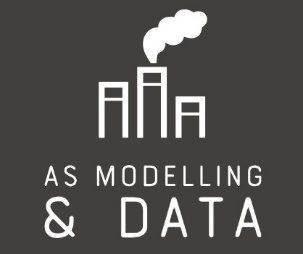 AS MODELLING
& DATA